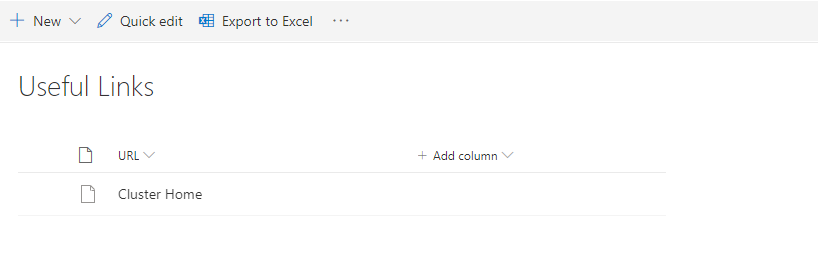 New Quick edit Export to Excel ...
Useful Links
URL Add column
Cluster Home